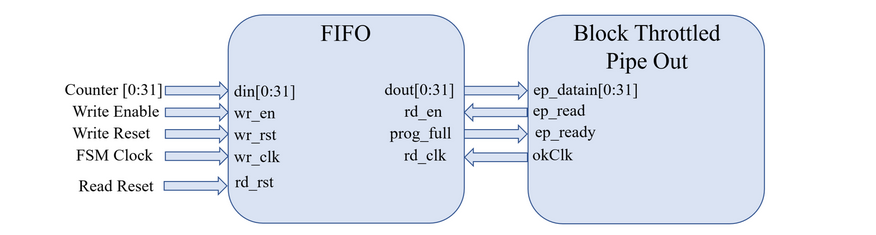 FIFO
Block Throttled
Pipe Out
Counter [0:31] din[0:31] dout[0:31] ep_datain[0:31]
Write Enable wr_en rd_en ep_read
Write Reset wr_rst prog_full ep_ready
FSM Clock wr_clk rd_clk okClk
Read Reset rd_rst